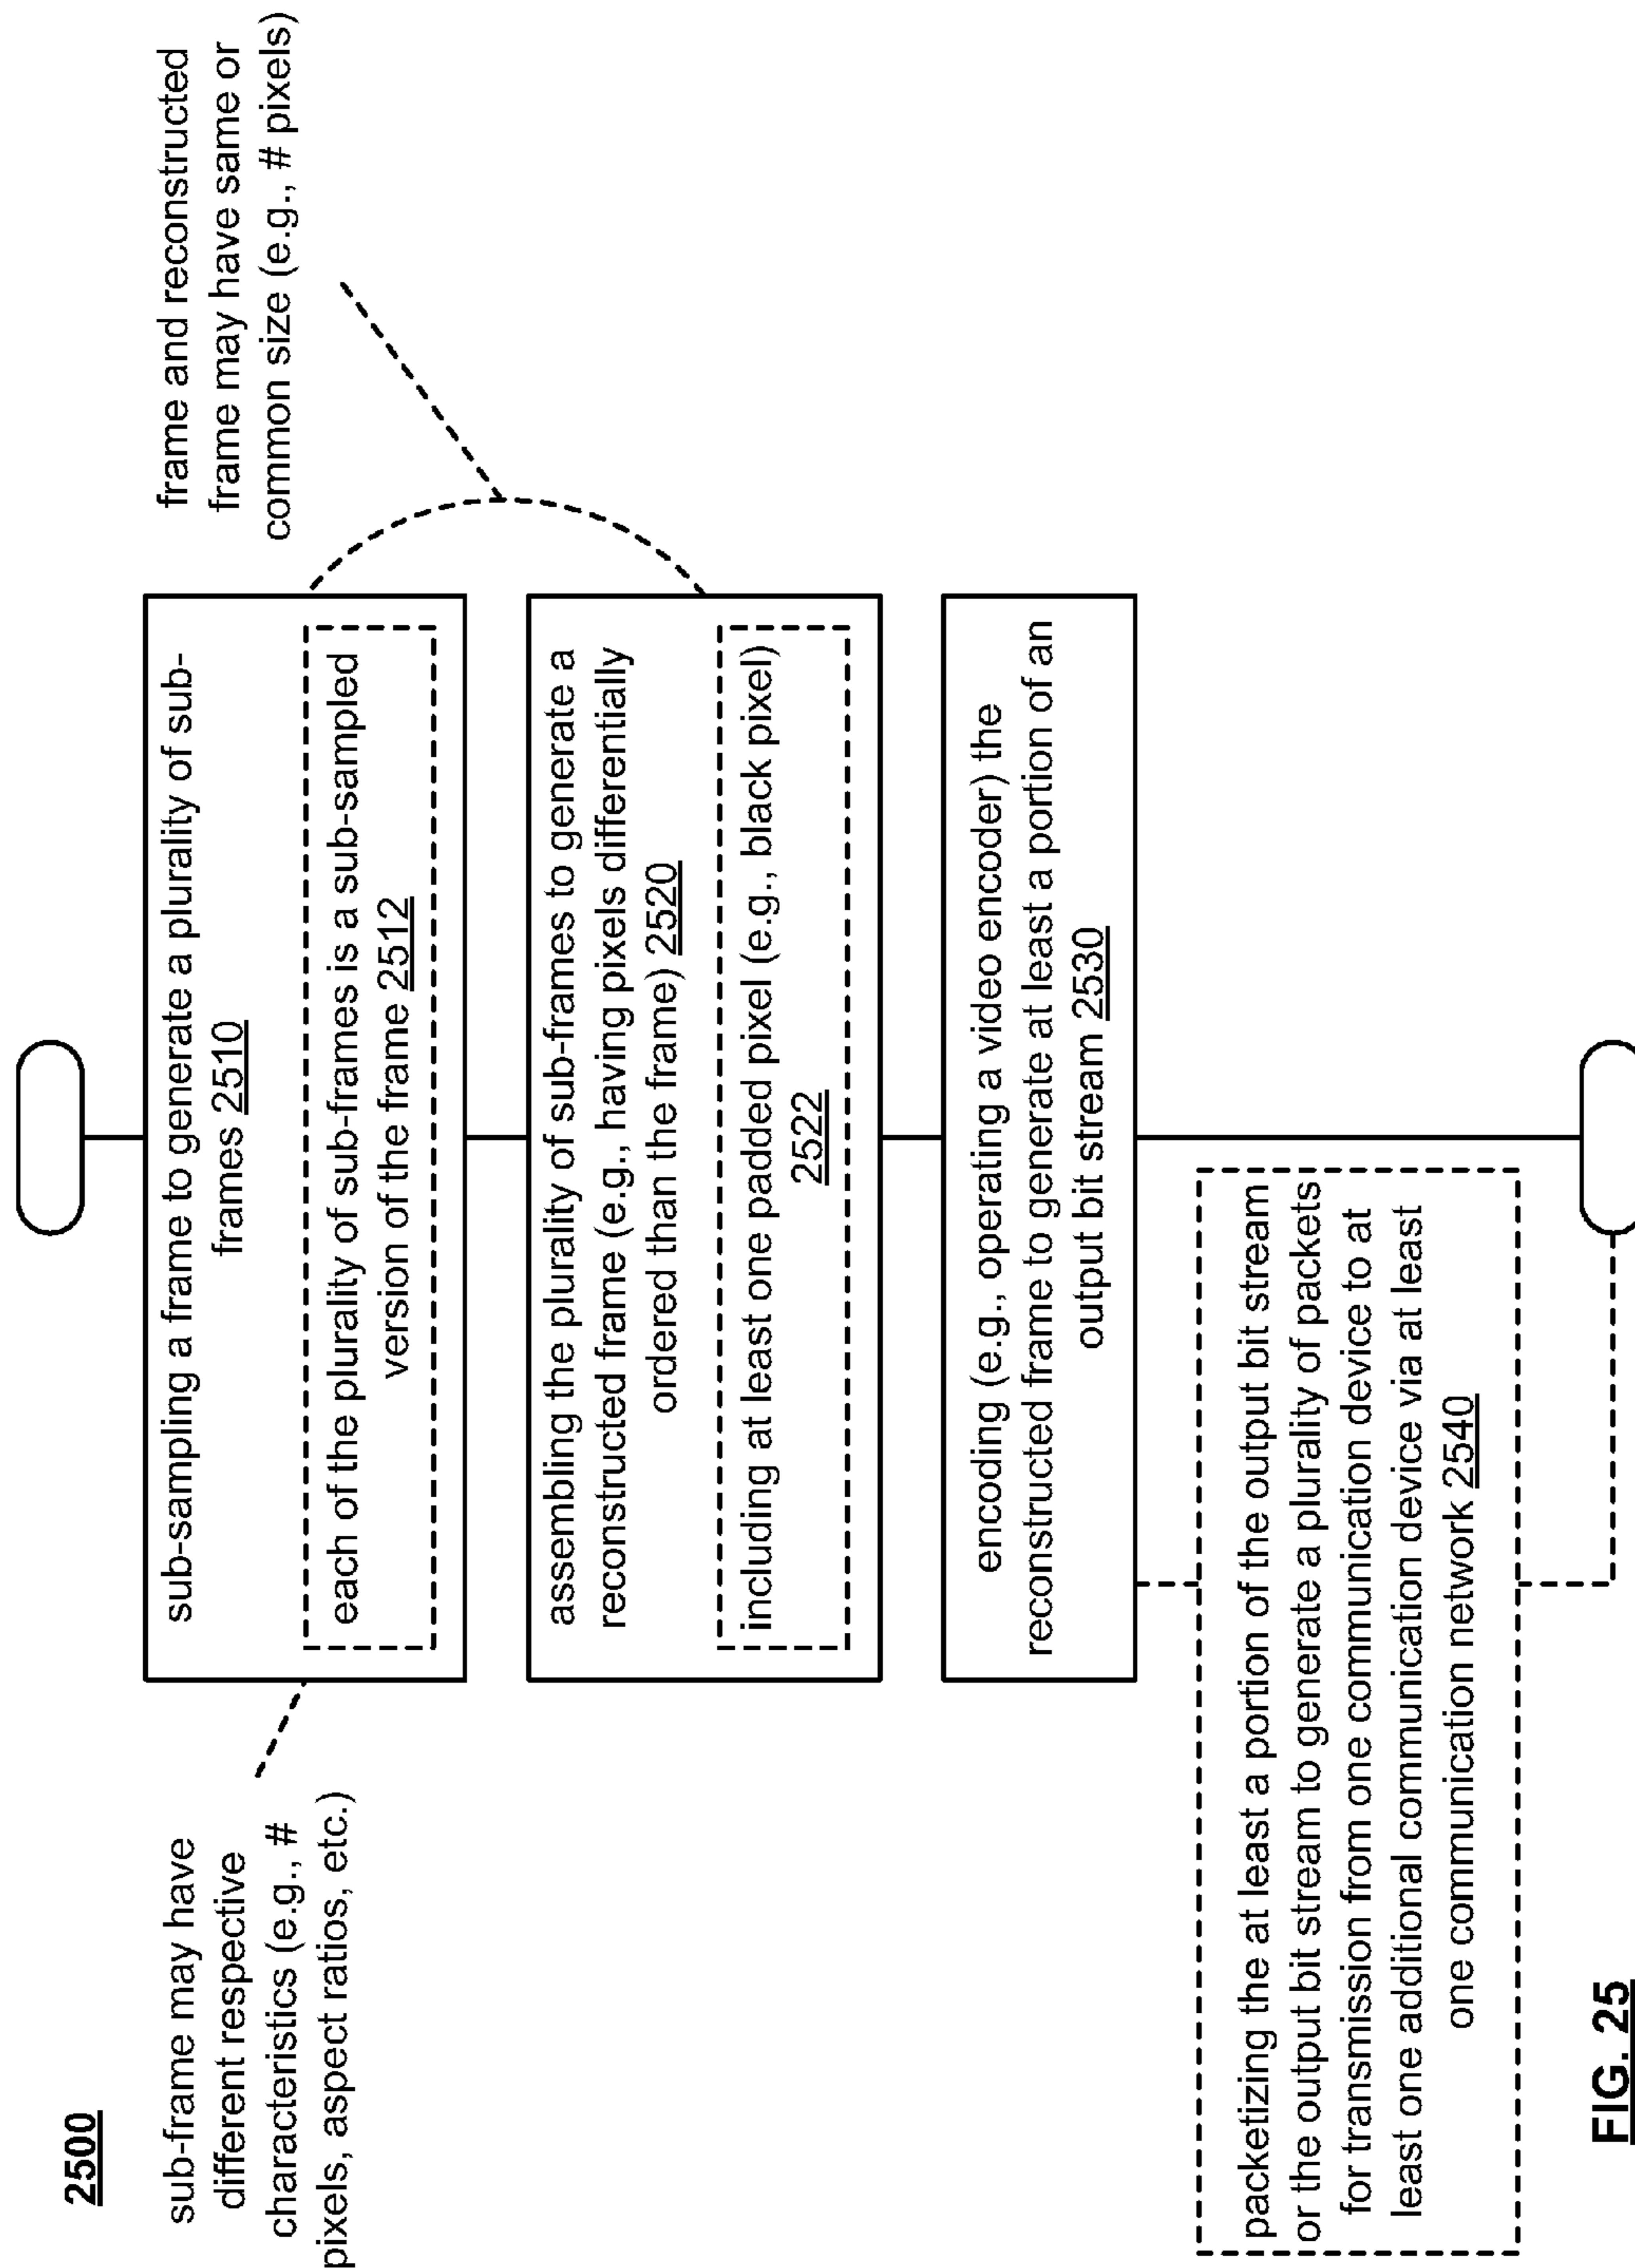 2500
sub-frame may have
different respective
characteristics (e.g., #
pixels, aspect ratios, etc.)
sub-sampling a frame to generate a plurality of sub-
frames 2510
each of the plurality of sub-frames is a sub-sampled
version of the frame 2512
frame and reconstructed
frame may have same or
common size (e.g., # pixels)
assembling the plurality of sub-frames to generate a
reconstructed frame (e.g., having pixels differentially
ordered than the frame) 2520
including at least one padded pixel (e.g., black pixel)
2522
encoding (e.g., operating a video encoder) the
reconstructed frame to generate at least a portion of an
output bit stream 2530
packetizing the at least a portion of the output bit stream
or the output bit stream to generate a plurality of packets
for transmission from one communication device to at
least one additional communication device via at least
one communication network 2540
FIG. 25